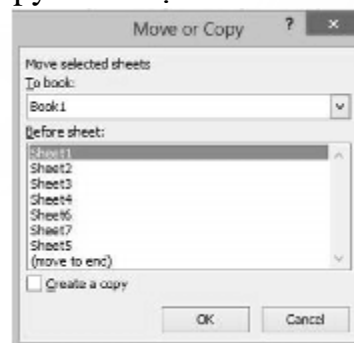 Move or Copy ?
Move selected sheets
To book:
Book1
Before sheet:
Sheet1
Sheet2
Sheet3
Sheet4
Sheet6
Sheet7
Sheet5
(move to end)
Create a copy
OK Cancel